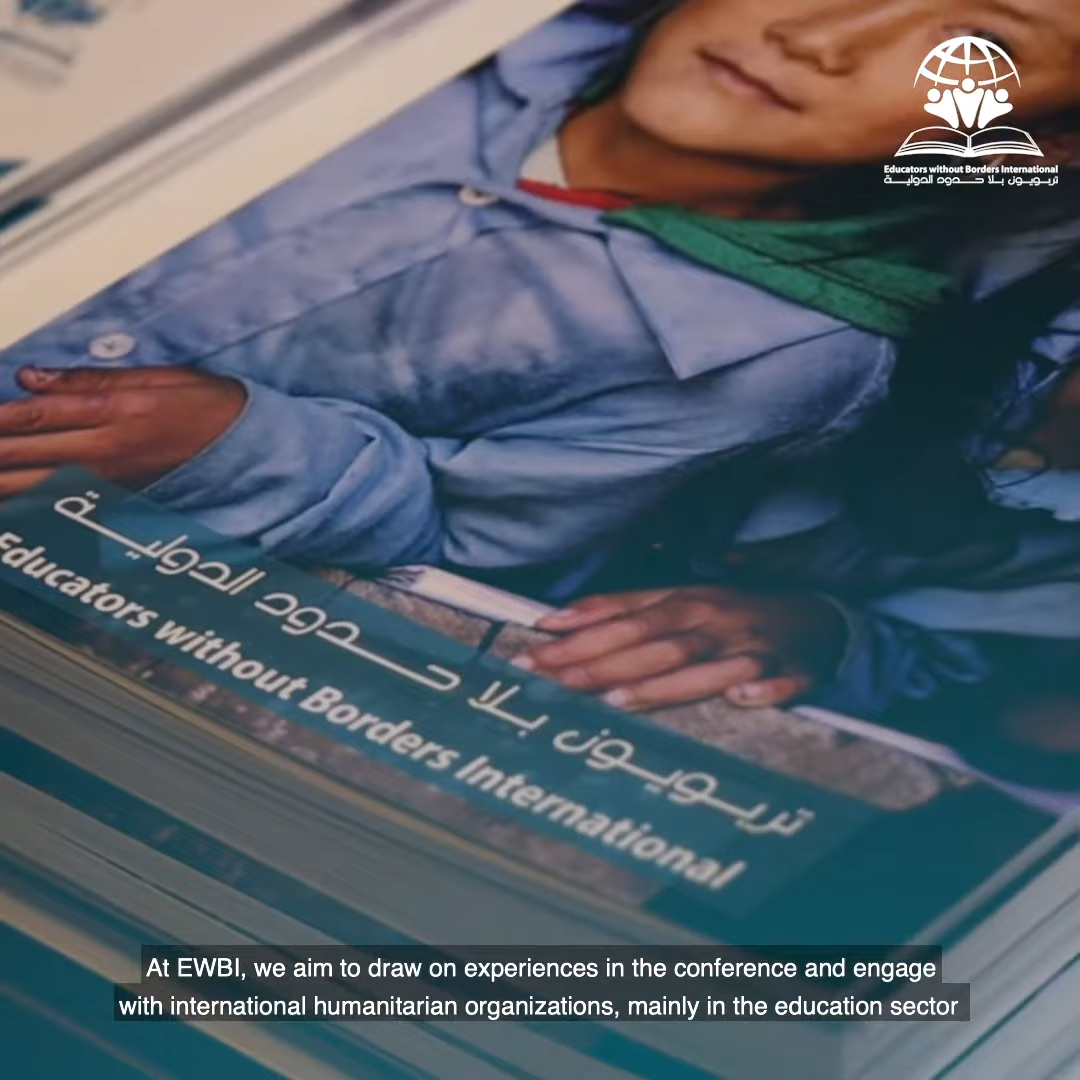 Educators without Borders International
تربويون بلا حدود الدولية
تربويون بلا حدود الدولية
Educators without Borders International
At EWBI, we aim to draw on experiences in the conference and engage
with international humanitarian organizations, mainly in the education sector